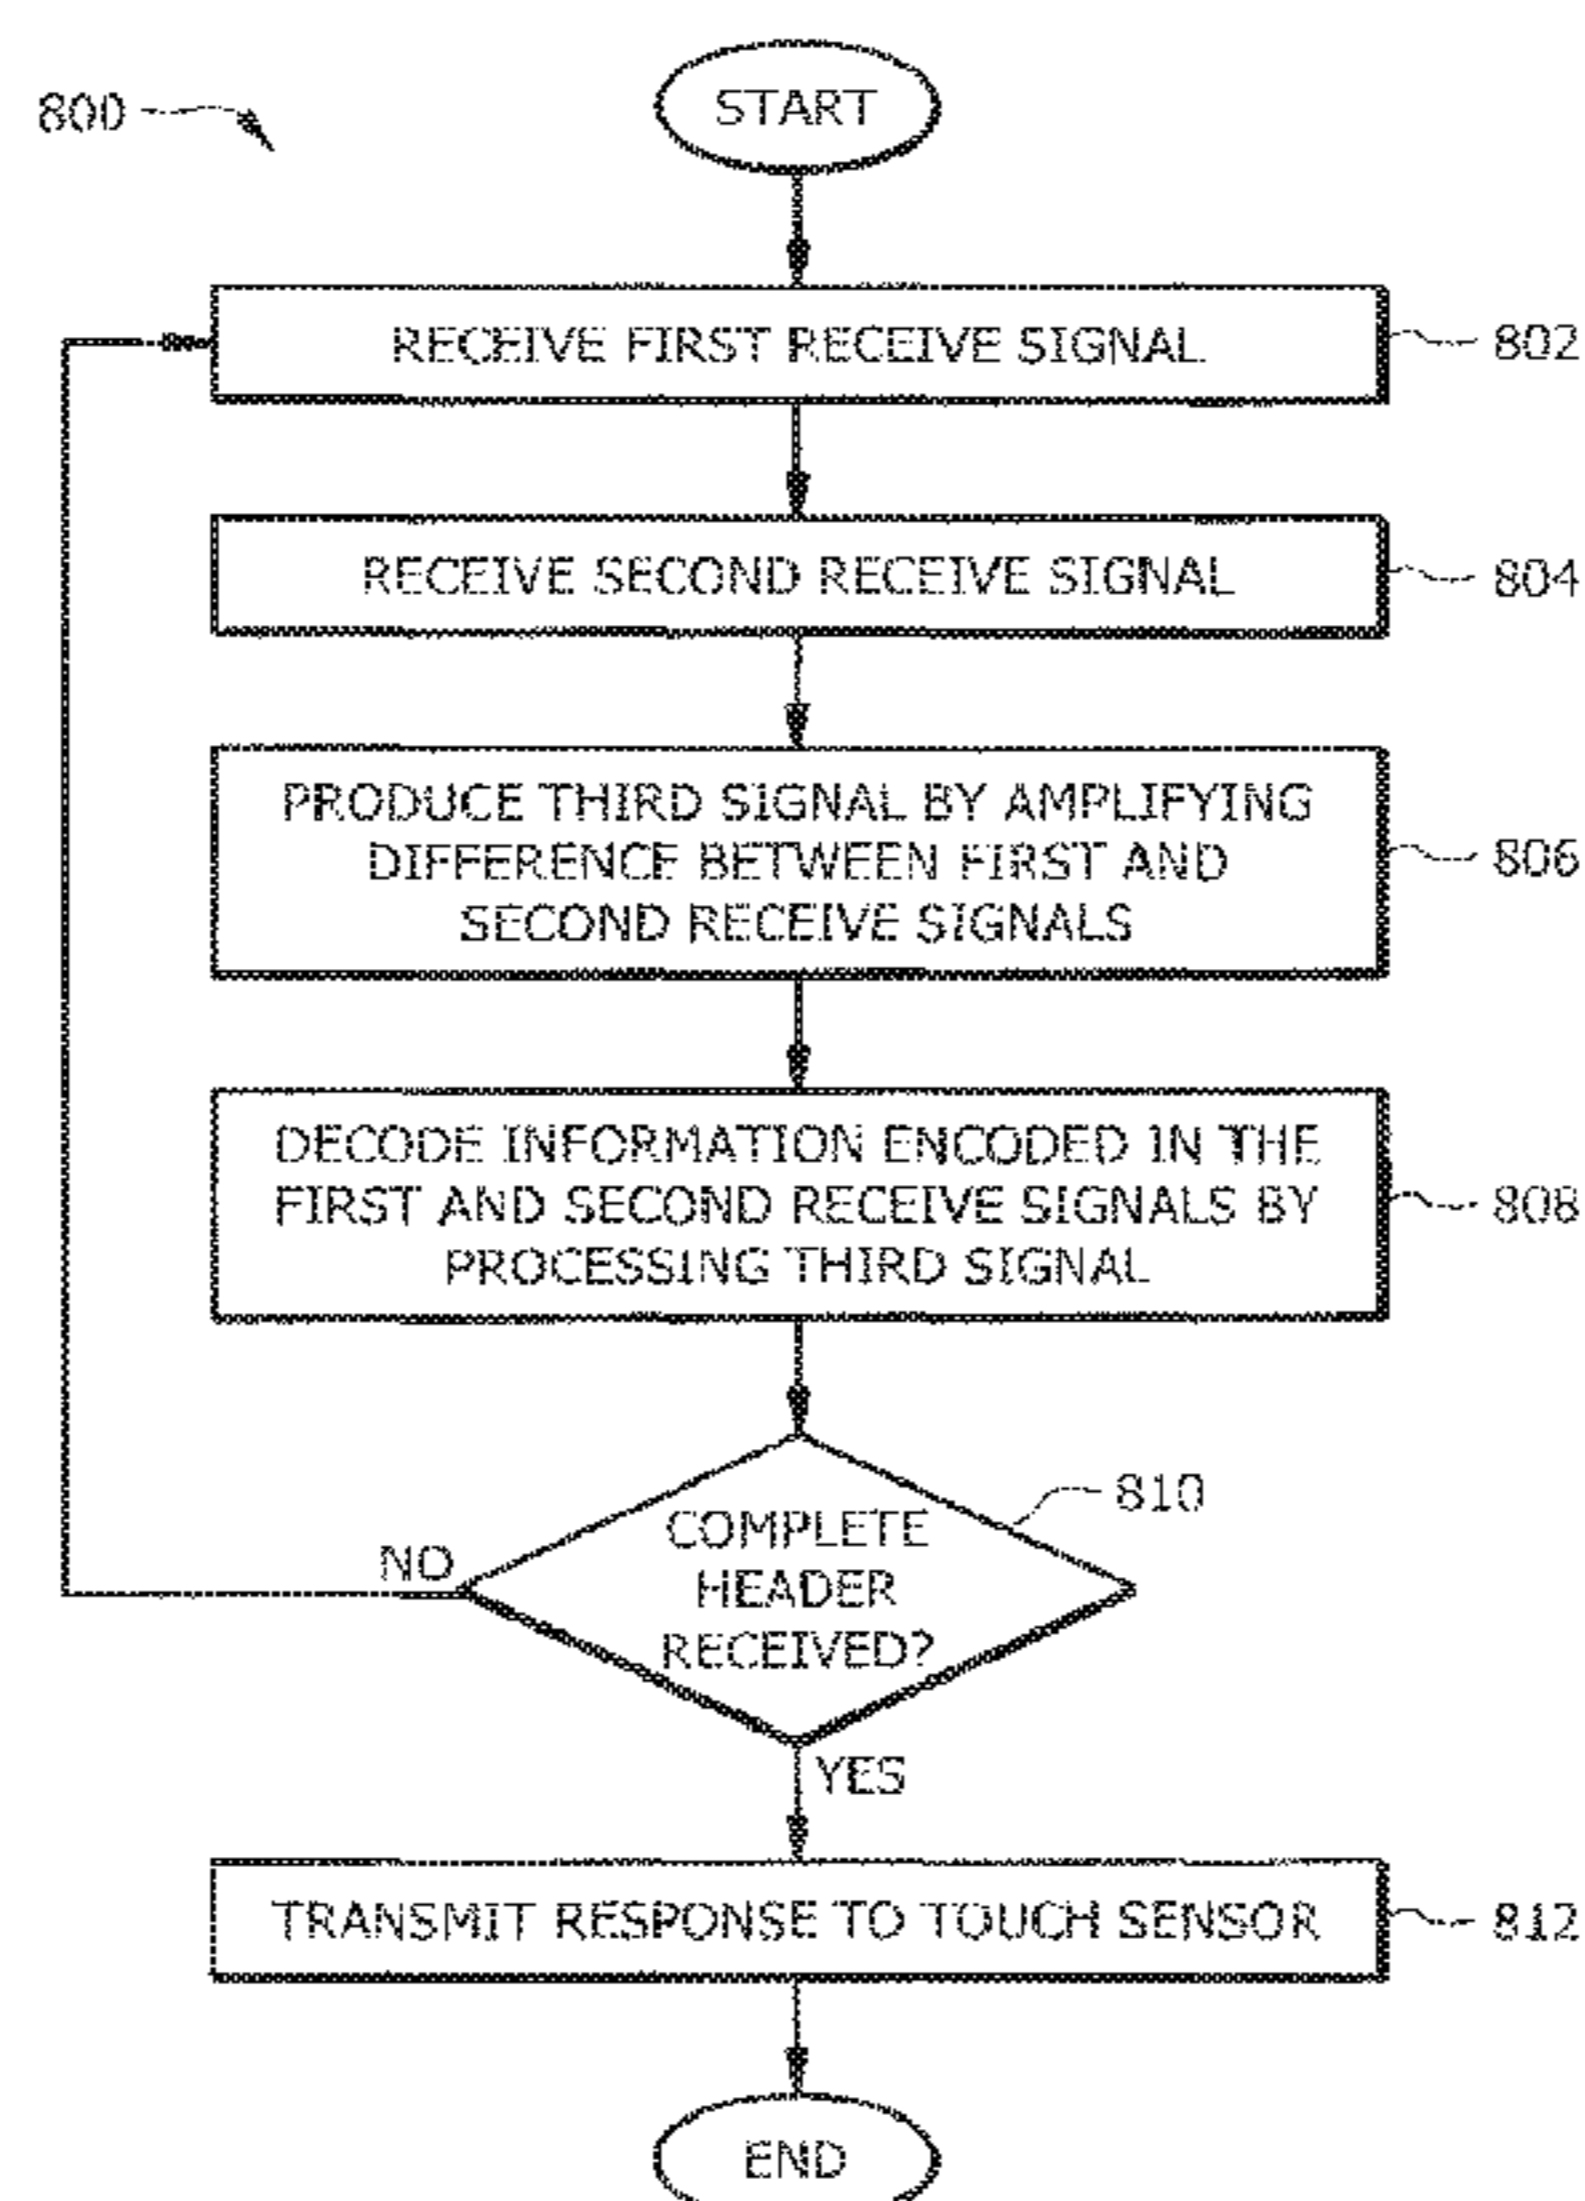 800
START
RECEIVE FIRST RECEIVE SIGNAL
802
RECEIVE SECOND RECEIVE SIGNAL
804
PRODUCE THIRD SIGNAL BY AMPLIFYING
DIFFERENCE BETWEEN FIRST AND
SECOND RECEIVE SIGNALS
806
DECODE INFORMATION ENCODED IN THE
FIRST AND SECOND RECEIVE SIGNALS BY
PROCESSING THIRD SIGNAL
808
COMPLETE
HEADER
RECEIVED?
810
NO
YES
TRANSMIT RESPONSE TO TOUCH SENSOR
812
END